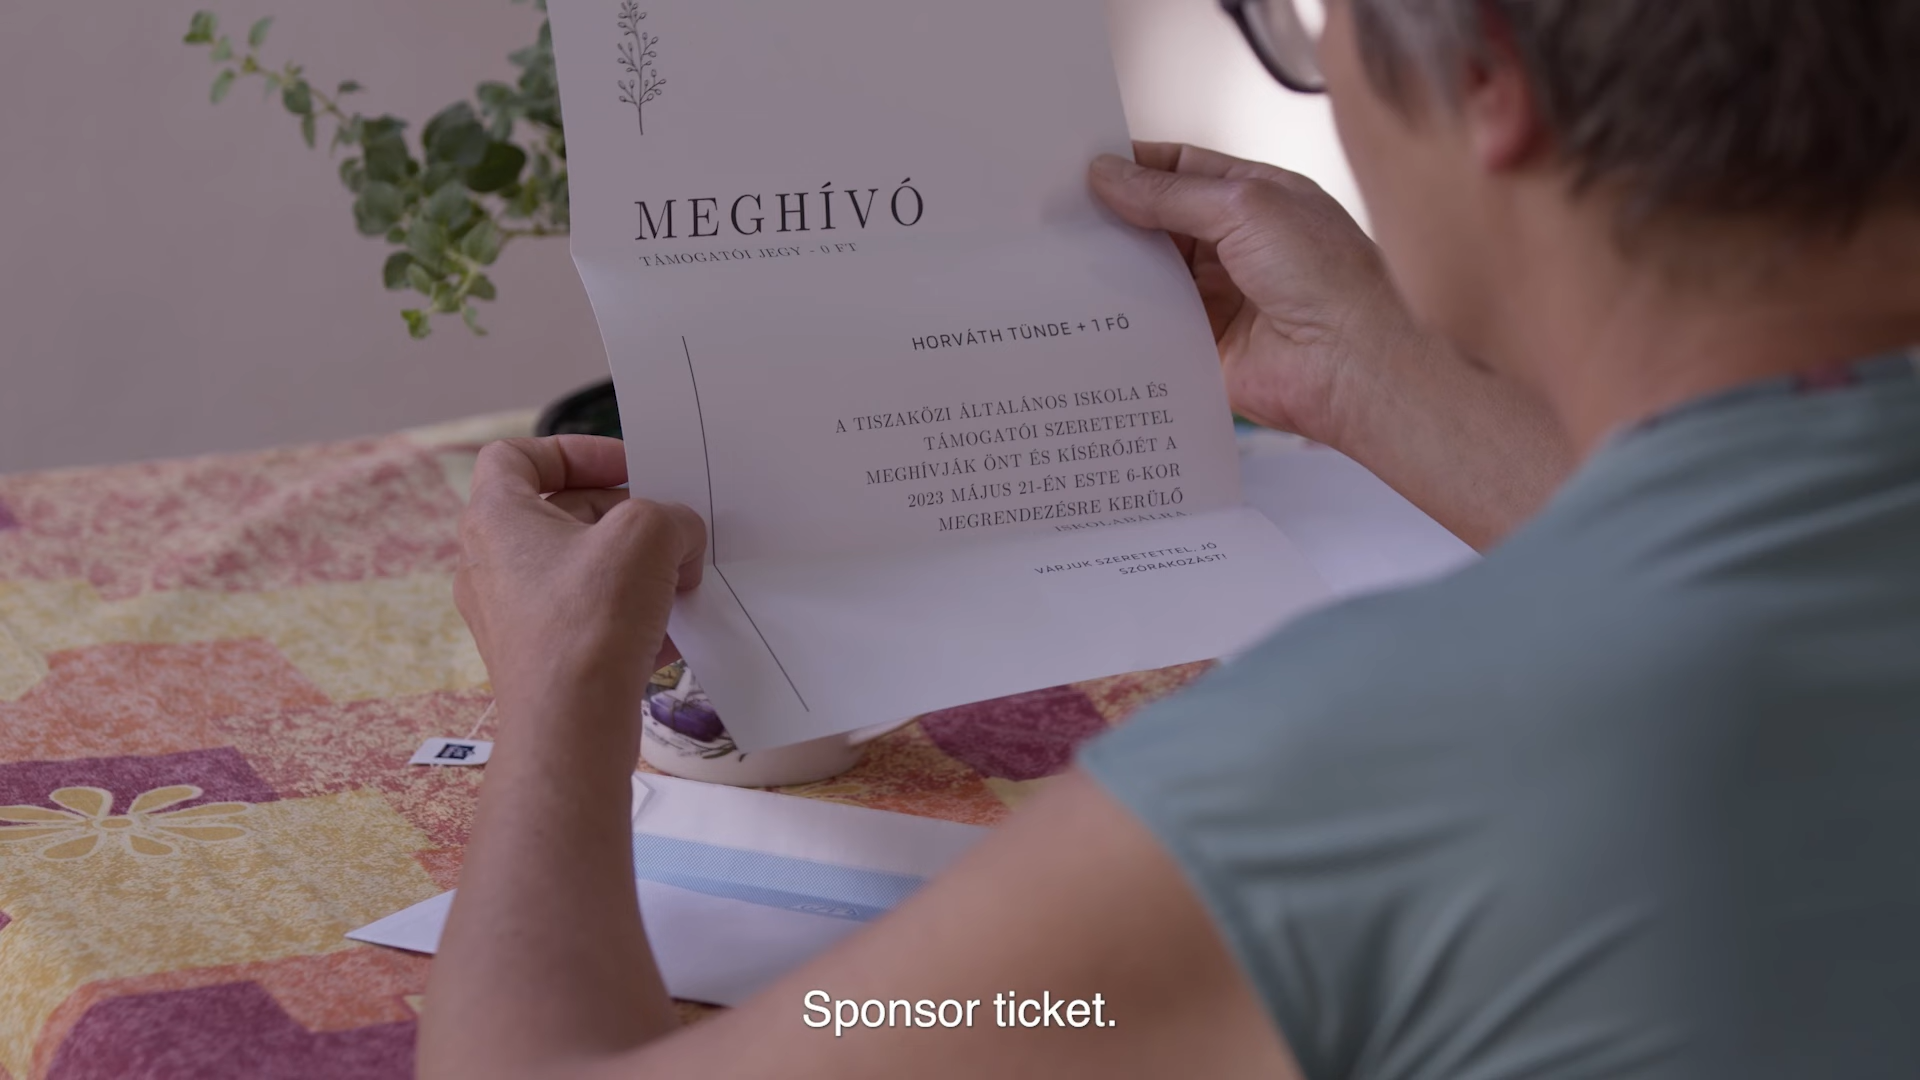 MEGHÍVÓ
TÁMOGATÓI JEGY - 0 FT
HORVÁTH TÜNDE + 1 FŐ
A TISZAKÖZI ÁLTALÁNOS ISKOLA ÉS
TÁMOGATÓI SZERETETTEL
MEGHÍVJÁK ÖNT ÉS KÍSÉRŐJÉT A
2023 MÁJUS 21-ÉN ESTE 6-KOR
MEGRENDEZÉSRE KERÜLŐ
ISKOLABÁLRA.
VÁRJUK SZERETETTEL, JÓ
SZÓRAKOZÁST!
Sponsor ticket.